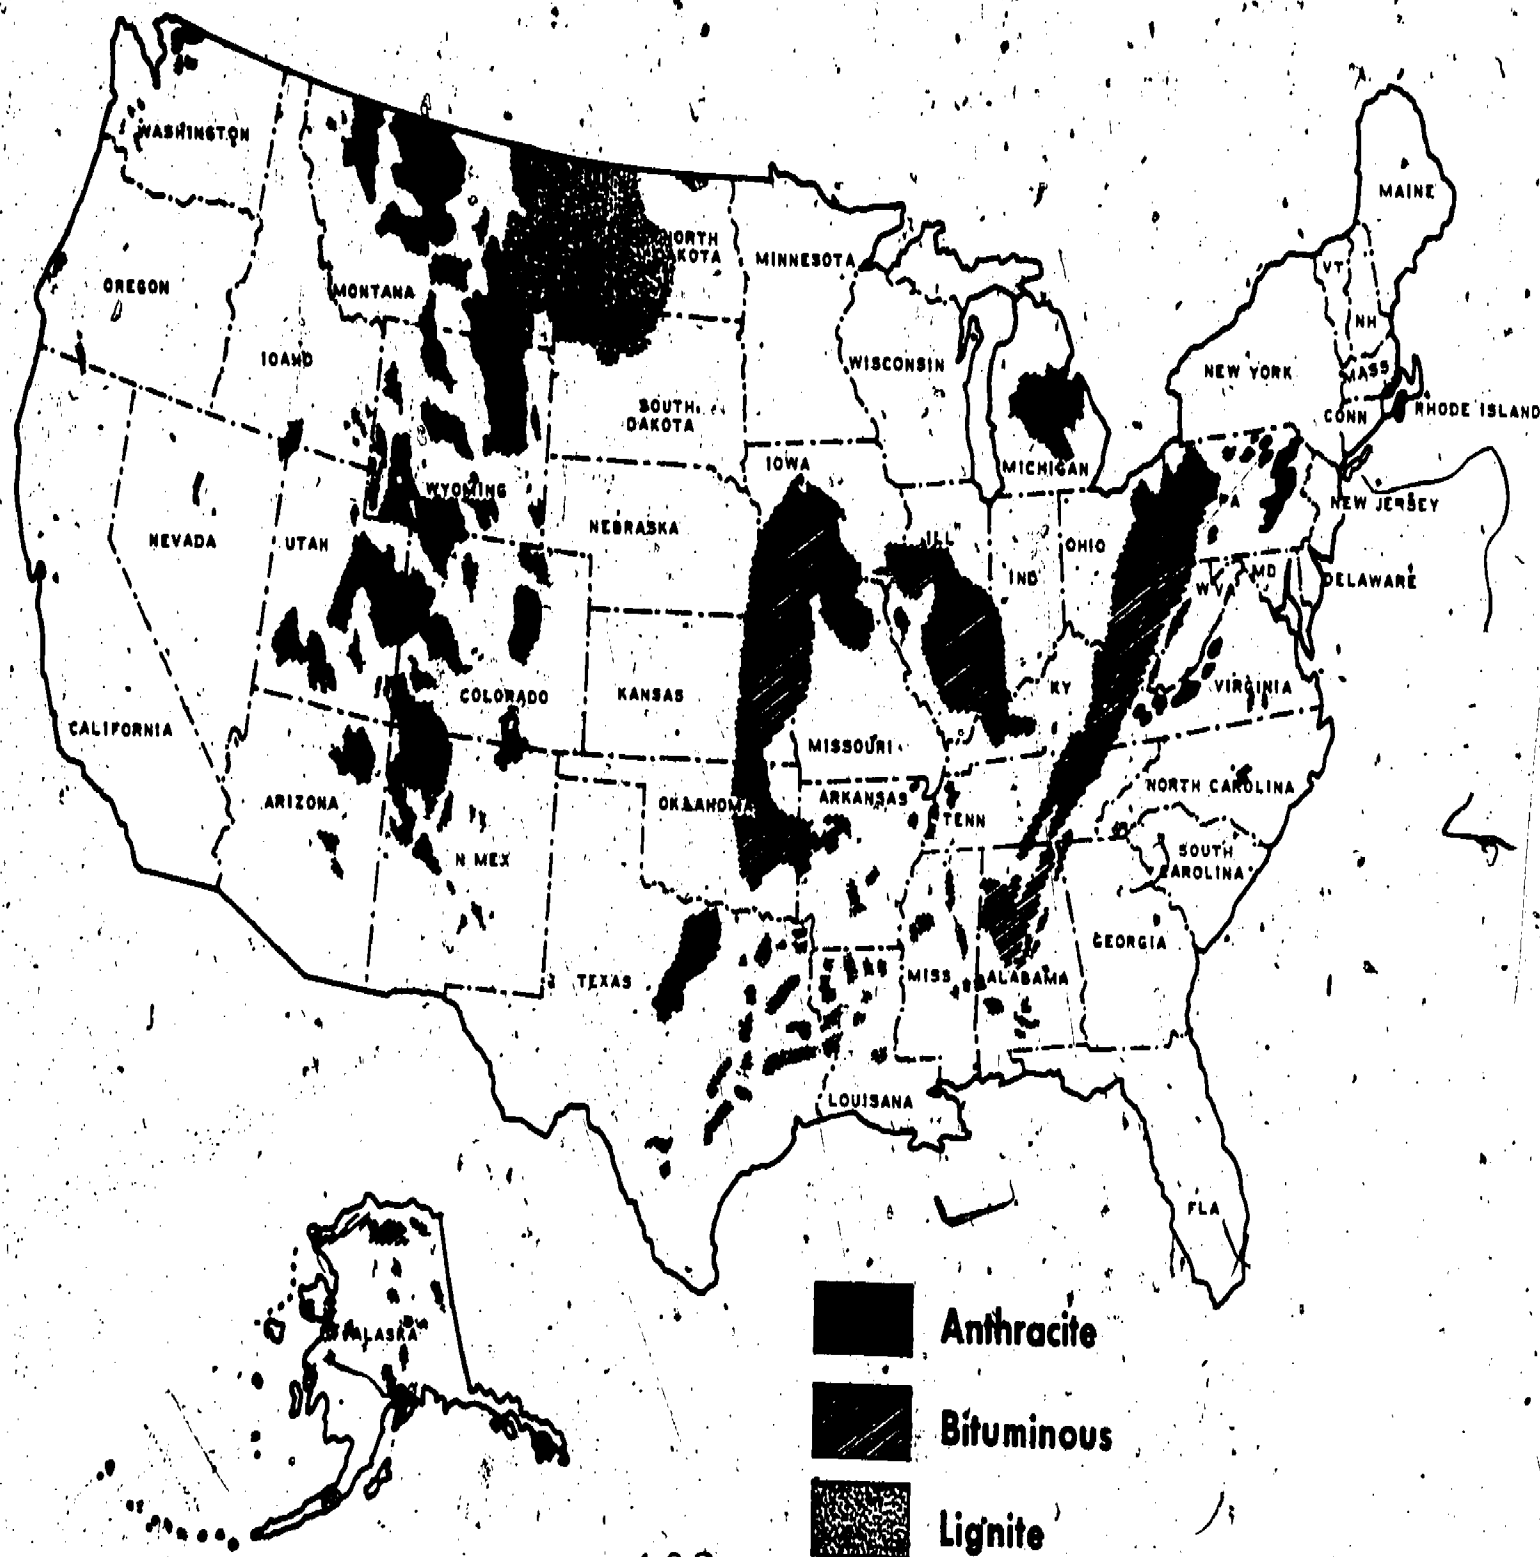 WASHINGTON
MAINE
NORTH
DAKOTA
MINNESOTA
VT
OREGON
MONTANA
NH
IDAHO
WISCONSIN
NEW YORK
MASS
SOUTH
DAKOTA
CONN
RHODE ISLAND
IOWA
MICHIGAN
WYOMING
PA
NEW JERSEY
NEBRASKA
NEVADA
UTAH
ILL
OHIO
IND
MD
DELAWARE
W VA
COLORADO
KANSAS
KY
VIRGINIA
CALIFORNIA
MISSOURI
ARIZONA
OKLAHOMA
ARKANSAS
NORTH CAROLINA
TENN
N MEX
SOUTH
CAROLINA
GEORGIA
TEXAS
MISS
ALABAMA
LOUISANA
FLA
ALASKA
Anthracite
Bituminous
Lignite